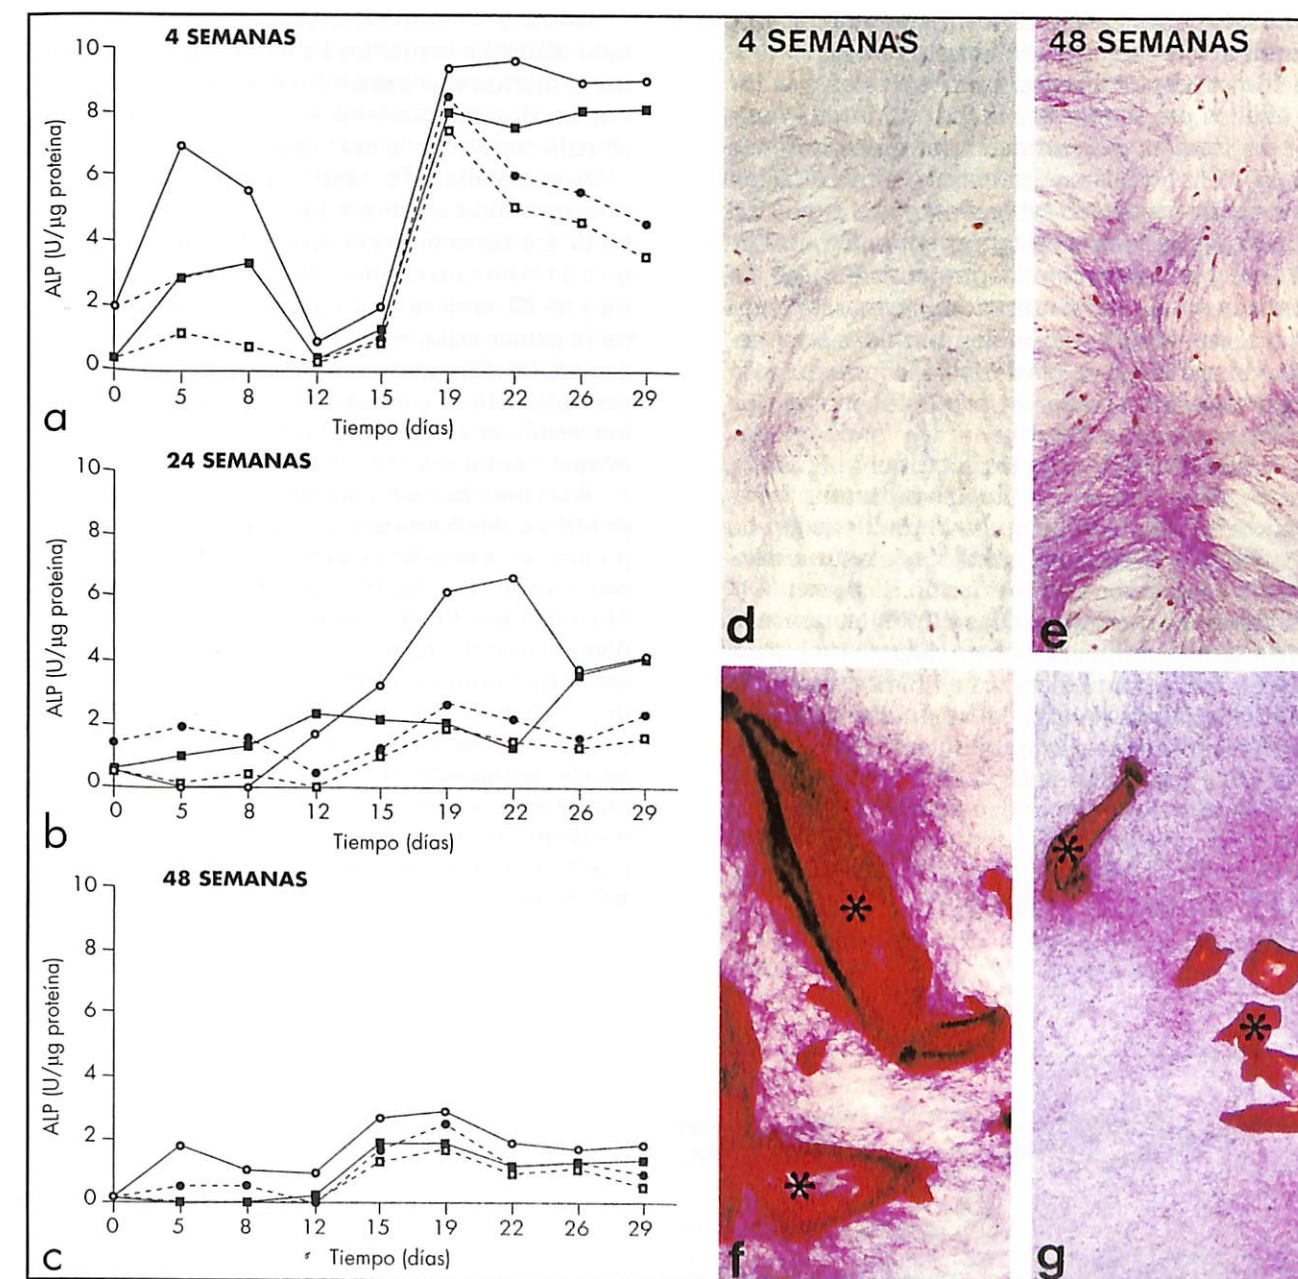 4 SEMANAS
10
8
6
4
2
0
ALP (U/µg proteína)
0 5 8 12 15 19 22 26 29
Tiempo (días)
a
24 SEMANAS
10
8
6
4
2
0
ALP (U/µg proteína)
0 5 8 12 15 19 22 26 29
Tiempo (días)
b
48 SEMANAS
10
8
6
4
2
0
ALP (U/µg proteína)
0 5 8 12 15 19 22 26 29
Tiempo (días)
c
4 SEMANAS
d
48 SEMANAS
e
*
*
f
*
*
g